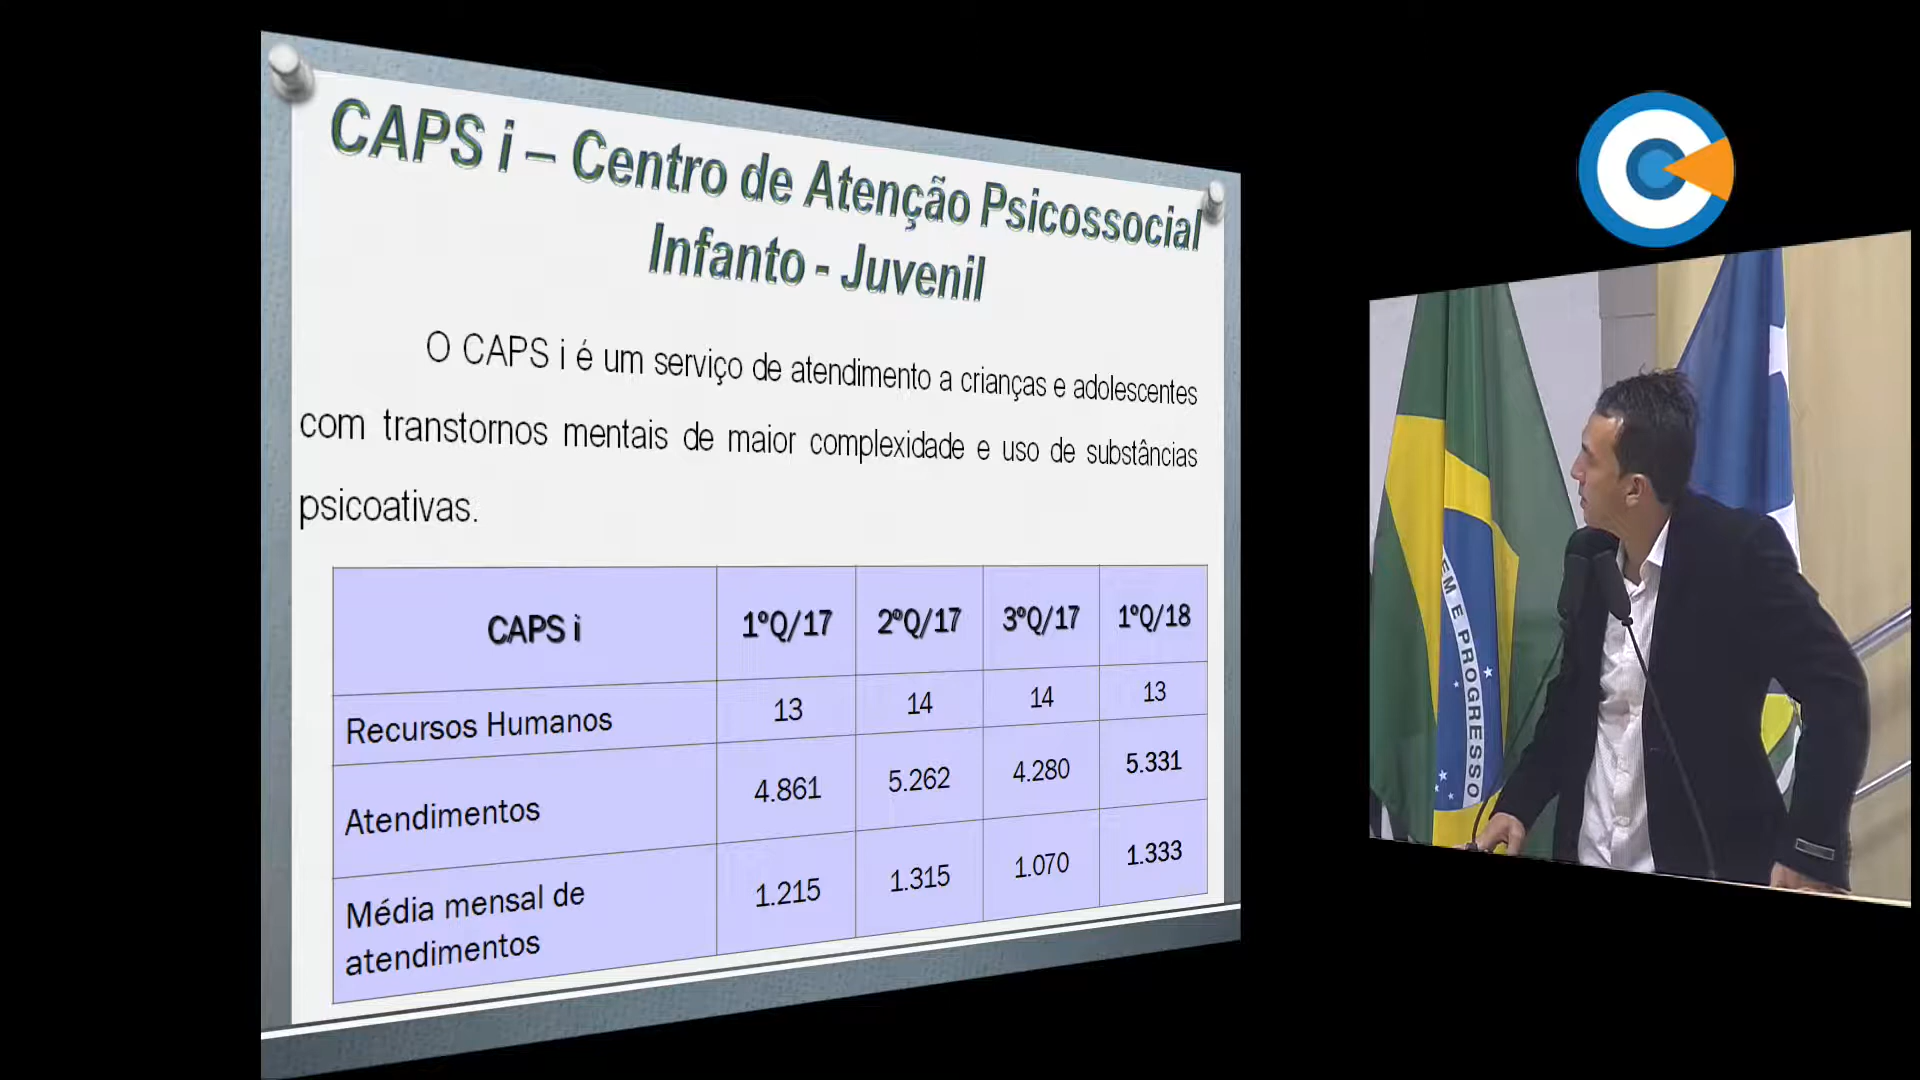 CAPS i – Centro de Atenção Psicossocial
Infanto - Juvenil
O CAPS i é um serviço de atendimento a crianças e adolescentes
com transtornos mentais de maior complexidade e uso de substâncias
psicoativas.
CAPS i 1ºQ/17 2ºQ/17 3ºQ/17 1ºQ/18
Recursos Humanos 13 14 14 13
Atendimentos 4.861 5.262 4.280 5.331
Média mensal de
atendimentos 1.215 1.315 1.070 1.333
EM E PROGRESSO